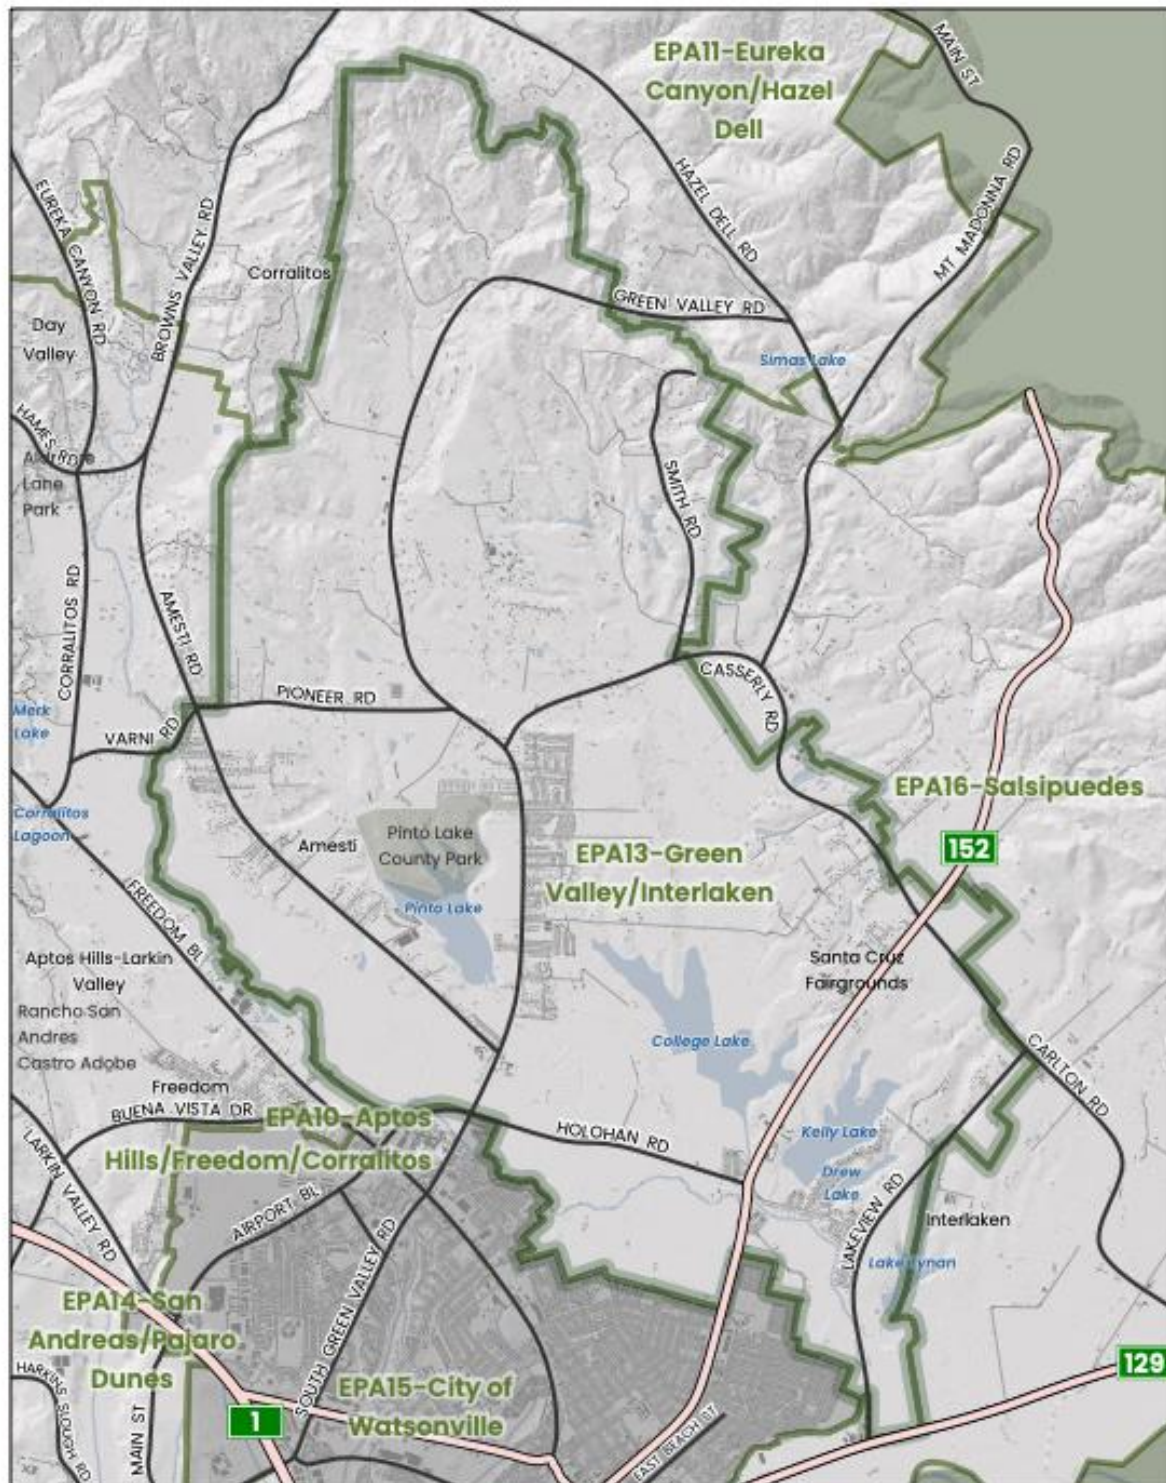 EPA11-Eureka
Canyon/Hazel
Dell
MAIN ST
HAZEL DELL RD
MT MADONNA RD
EUREKA CANYON RD
BROWNS VALLEY RD
Corralitos
GREEN VALLEY RD
Day
Valley
Simas Lake
HAMES RD
Aldridge
Lane
Park
SMITH RD
CORRALITOS RD
AMESTI RD
CASSERLY RD
PIONEER RD
Merk
Lake
VARNI RD
EPA16-Salsipuedes
Corralitos
Lagoon
Pinto Lake
County Park
Amesti
EPA13-Green
Valley/Interlaken
152
FREEDOM BL
Pinto Lake
Aptos Hills-Larkin
Valley
Santa Cruz
Fairgrounds
Rancho San
Andres
Castro Adobe
College Lake
CARLTON RD
Freedom
BUENA VISTA DR
EPA10-Aptos
Hills/Freedom/Corralitos
HOLOHAN RD
Kelly Lake
Drew
Lake
LARKIN VALLEY RD
AIRPORT BL
LAKEVIEW RD
Interlaken
Lake Tynan
SOUTH GREEN VALLEY RD
EPA14-San
Andreas/Pajaro
Dunes
HARKINS SLOUGH RD
MAIN ST
EPA15-City of
Watsonville
1
129
EAST BEACH ST